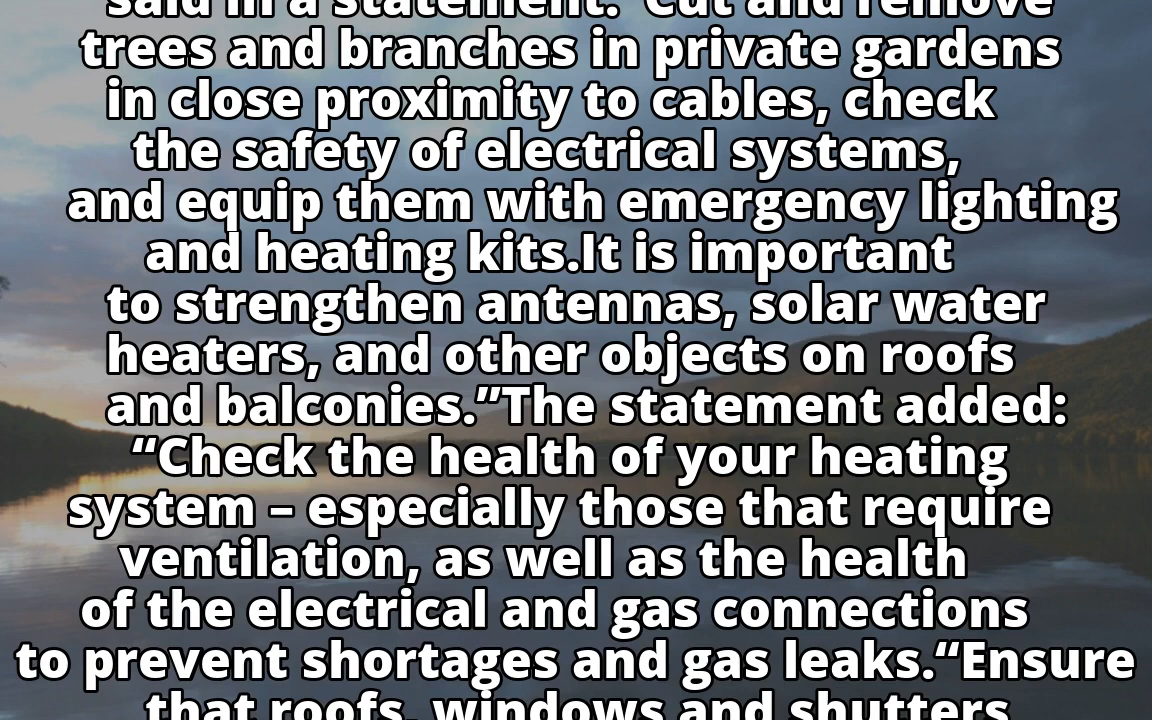 said in a statement. "Cut and remove
trees and branches in private gardens
in close proximity to cables, check
the safety of electrical systems,
and equip them with emergency lighting
and heating kits.It is important
to strengthen antennas, solar water
heaters, and other objects on roofs
and balconies.”The statement added:
“Check the health of your heating
system – especially those that require
ventilation, as well as the health
of the electrical and gas connections
to prevent shortages and gas leaks.“Ensure
that roofs, windows and shutters